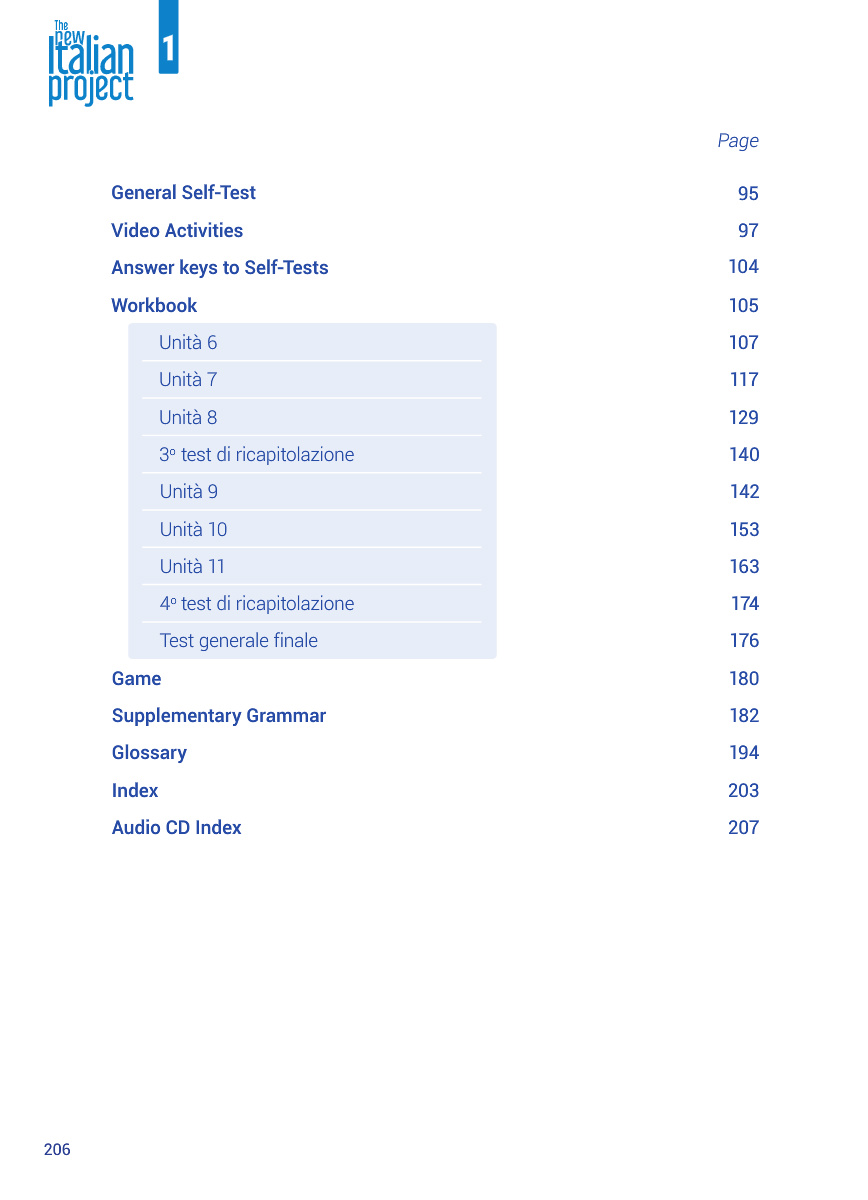 The
new
Italian
project
1
Page
General Self-Test 95
Video Activities 97
Answer keys to Self-Tests 104
Workbook 105
Unità 6 107
Unità 7 117
Unità 8 129
3º test di ricapitolazione 140
Unità 9 142
Unità 10 153
Unità 11 163
4º test di ricapitolazione 174
Test generale finale 176
Game 180
Supplementary Grammar 182
Glossary 194
Index 203
Audio CD Index 207
206